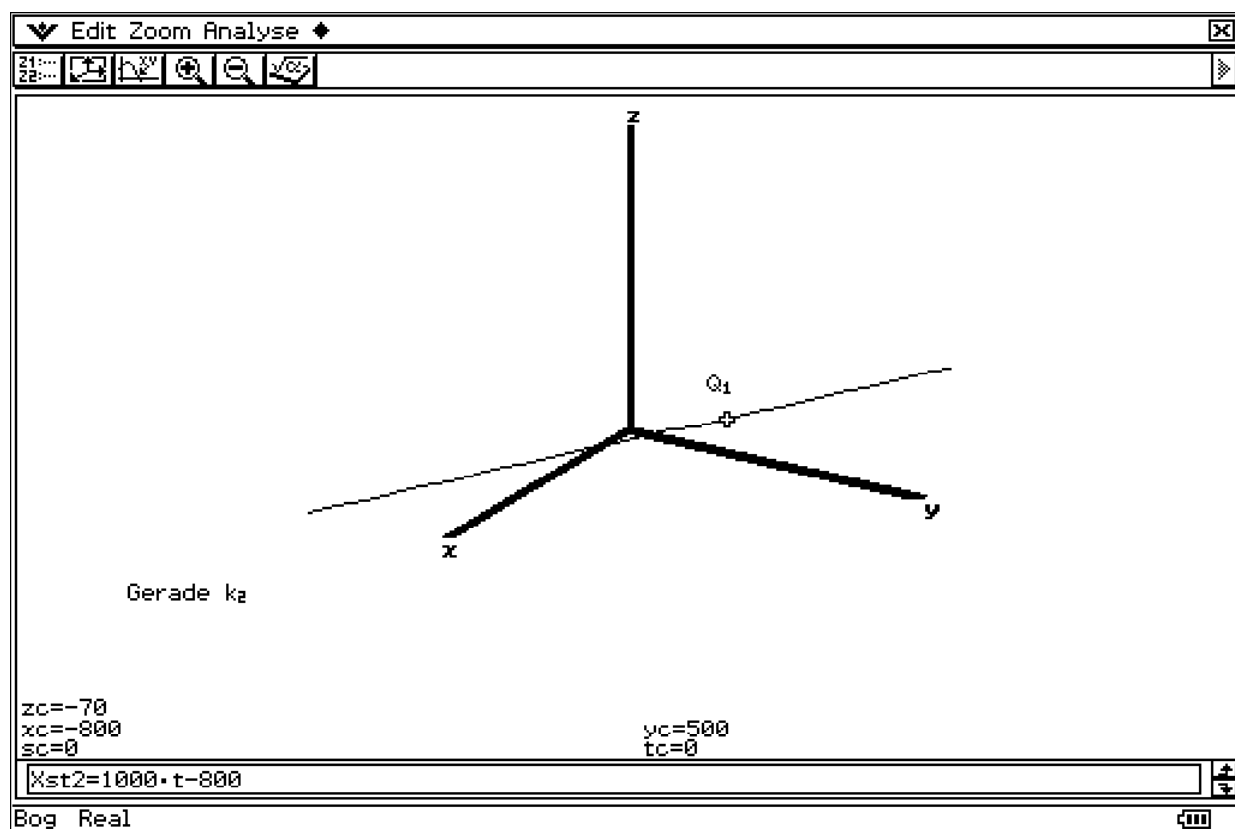 Edit Zoom Analyse
z
Q₁
y
x
Gerade k₂
zc=-70
xc=-800 yc=500
sc=0 tc=0
Xst2=1000·t-800
Bog Real